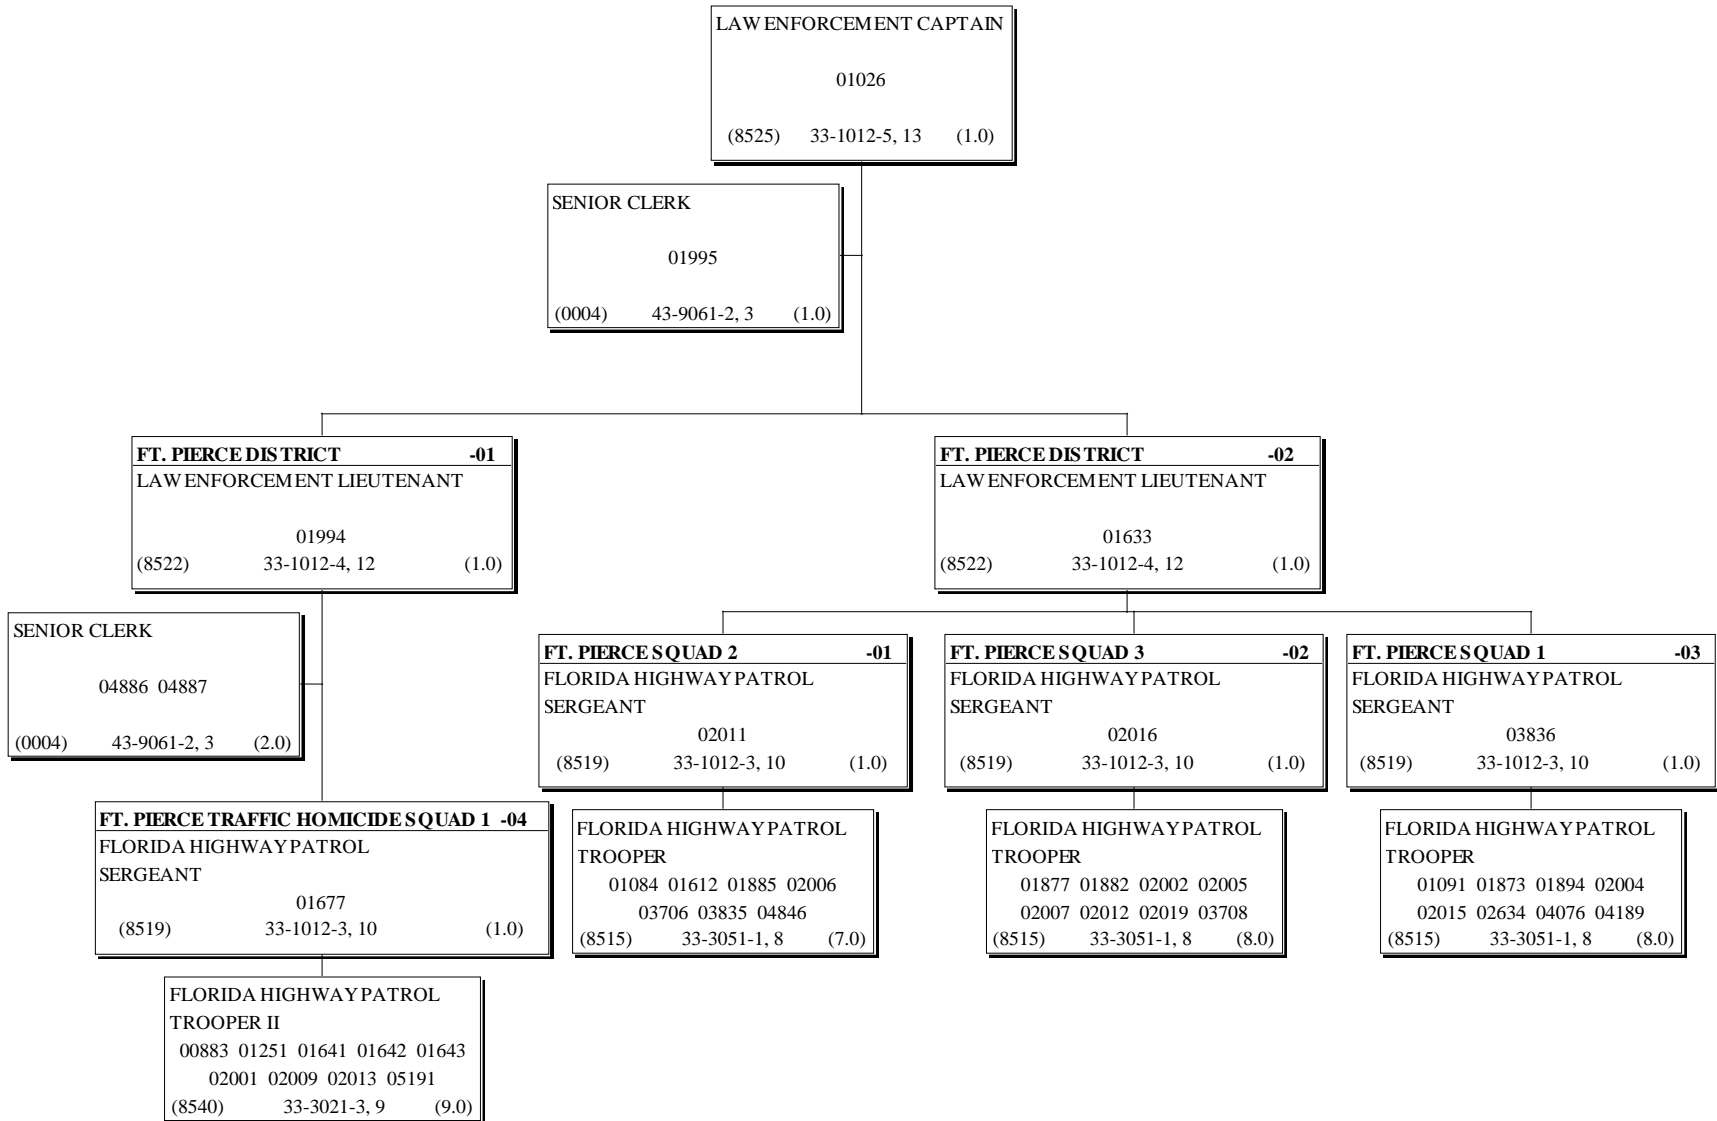 LAW ENFORCEMENT CAPTAIN
01026
(8525) 33-1012-5, 13 (1.0)
SENIOR CLERK
01995
(0004) 43-9061-2, 3 (1.0)
FT. PIERCE DISTRICT -01
LAW ENFORCEMENT LIEUTENANT
01994
(8522) 33-1012-4, 12 (1.0)
FT. PIERCE DISTRICT -02
LAW ENFORCEMENT LIEUTENANT
01633
(8522) 33-1012-4, 12 (1.0)
SENIOR CLERK
04886 04887
(0004) 43-9061-2, 3 (2.0)
FT. PIERCE TRAFFIC HOMICIDE SQUAD 1 -04
FLORIDA HIGHWAY PATROL
SERGEANT
01677
(8519) 33-1012-3, 10 (1.0)
FLORIDA HIGHWAY PATROL
TROOPER II
00883 01251 01641 01642 01643
02001 02009 02013 05191
(8540) 33-3021-3, 9 (9.0)
FT. PIERCE SQUAD 2 -01
FLORIDA HIGHWAY PATROL
SERGEANT
02011
(8519) 33-1012-3, 10 (1.0)
FLORIDA HIGHWAY PATROL
TROOPER
01084 01612 01885 02006
03706 03835 04846
(8515) 33-3051-1, 8 (7.0)
FT. PIERCE SQUAD 3 -02
FLORIDA HIGHWAY PATROL
SERGEANT
02016
(8519) 33-1012-3, 10 (1.0)
FLORIDA HIGHWAY PATROL
TROOPER
01877 01882 02002 02005
02007 02012 02019 03708
(8515) 33-3051-1, 8 (8.0)
FT. PIERCE SQUAD 1 -03
FLORIDA HIGHWAY PATROL
SERGEANT
03836
(8519) 33-1012-3, 10 (1.0)
FLORIDA HIGHWAY PATROL
TROOPER
01091 01873 01894 02004
02015 02634 04076 04189
(8515) 33-3051-1, 8 (8.0)